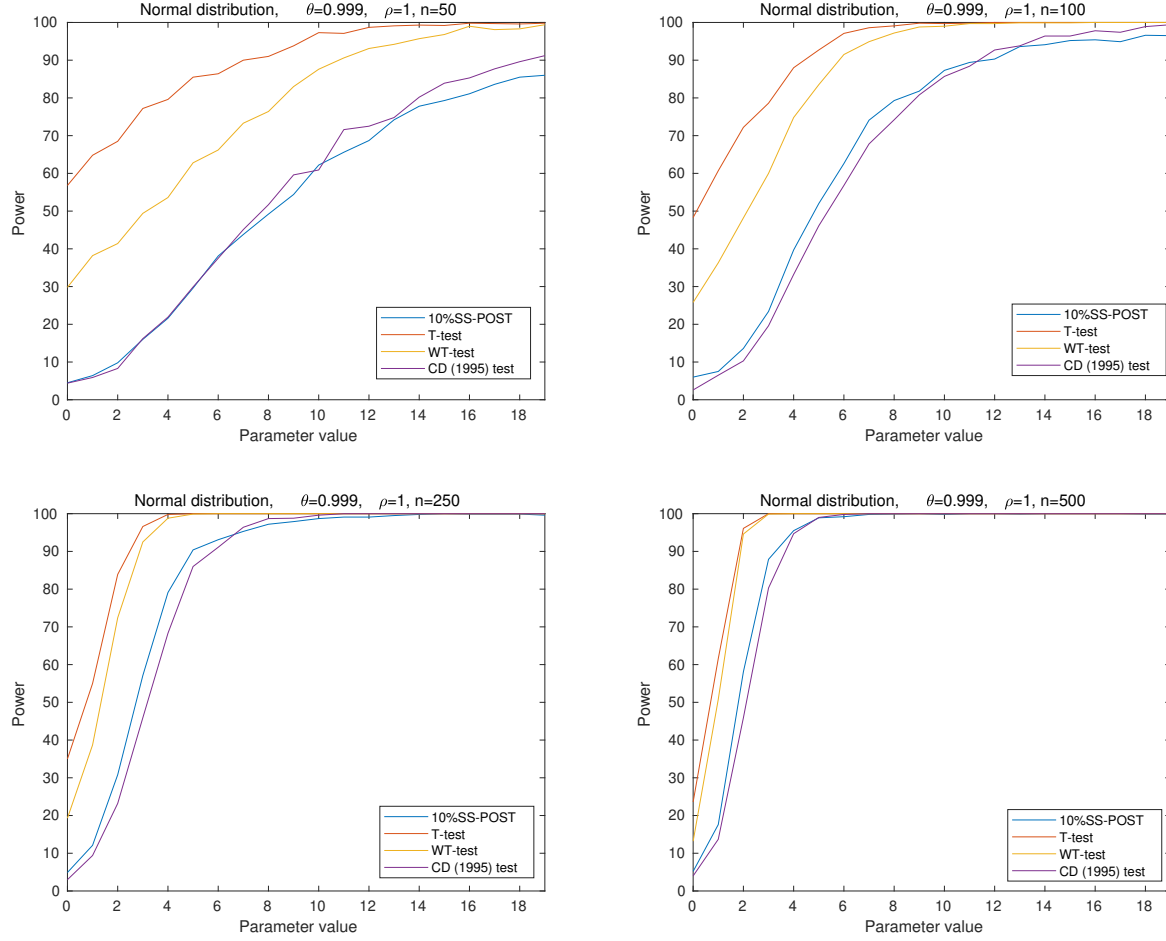 Normal distribution, θ=0.999, ρ=1, n=50
100
90
80
70
60
50
40
30
20
10
0
Power
0 2 4 6 8 10 12 14 16 18
Parameter value
10%SS-POST
T-test
WT-test
CD (1995) test
Normal distribution, θ=0.999, ρ=1, n=100
100
90
80
70
60
50
40
30
20
10
0
Power
0 2 4 6 8 10 12 14 16 18
Parameter value
10%SS-POST
T-test
WT-test
CD (1995) test
Normal distribution, θ=0.999, ρ=1, n=250
100
90
80
70
60
50
40
30
20
10
0
Power
0 2 4 6 8 10 12 14 16 18
Parameter value
10%SS-POST
T-test
WT-test
CD (1995) test
Normal distribution, θ=0.999, ρ=1, n=500
100
90
80
70
60
50
40
30
20
10
0
Power
0 2 4 6 8 10 12 14 16 18
Parameter value
10%SS-POST
T-test
WT-test
CD (1995) test